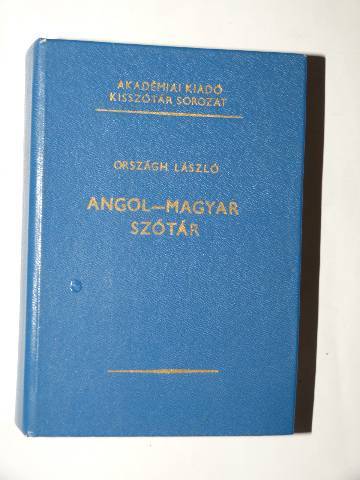 AKADÉMIAI KIADÓ
KISSZÓTÁR SOROZAT
ORSZÁGH LÁSZLÓ
ANGOL–MAGYAR
SZÓTÁR